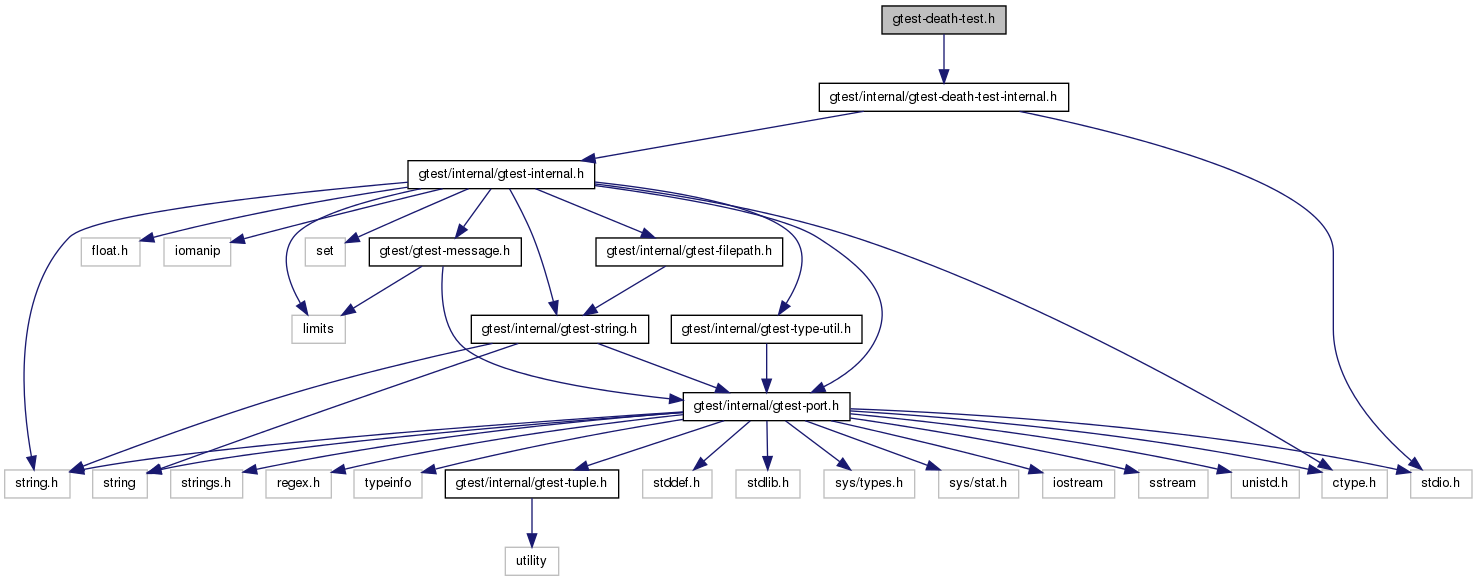 gtest-death-test.h
gtest/internal/gtest-death-test-internal.h
gtest/internal/gtest-internal.h
float.h
iomanip
set
gtest/gtest-message.h
gtest/internal/gtest-filepath.h
limits
gtest/internal/gtest-string.h
gtest/internal/gtest-type-util.h
gtest/internal/gtest-port.h
string.h
string
strings.h
regex.h
typeinfo
gtest/internal/gtest-tuple.h
stddef.h
stdlib.h
sys/types.h
sys/stat.h
iostream
sstream
unistd.h
ctype.h
stdio.h
utility